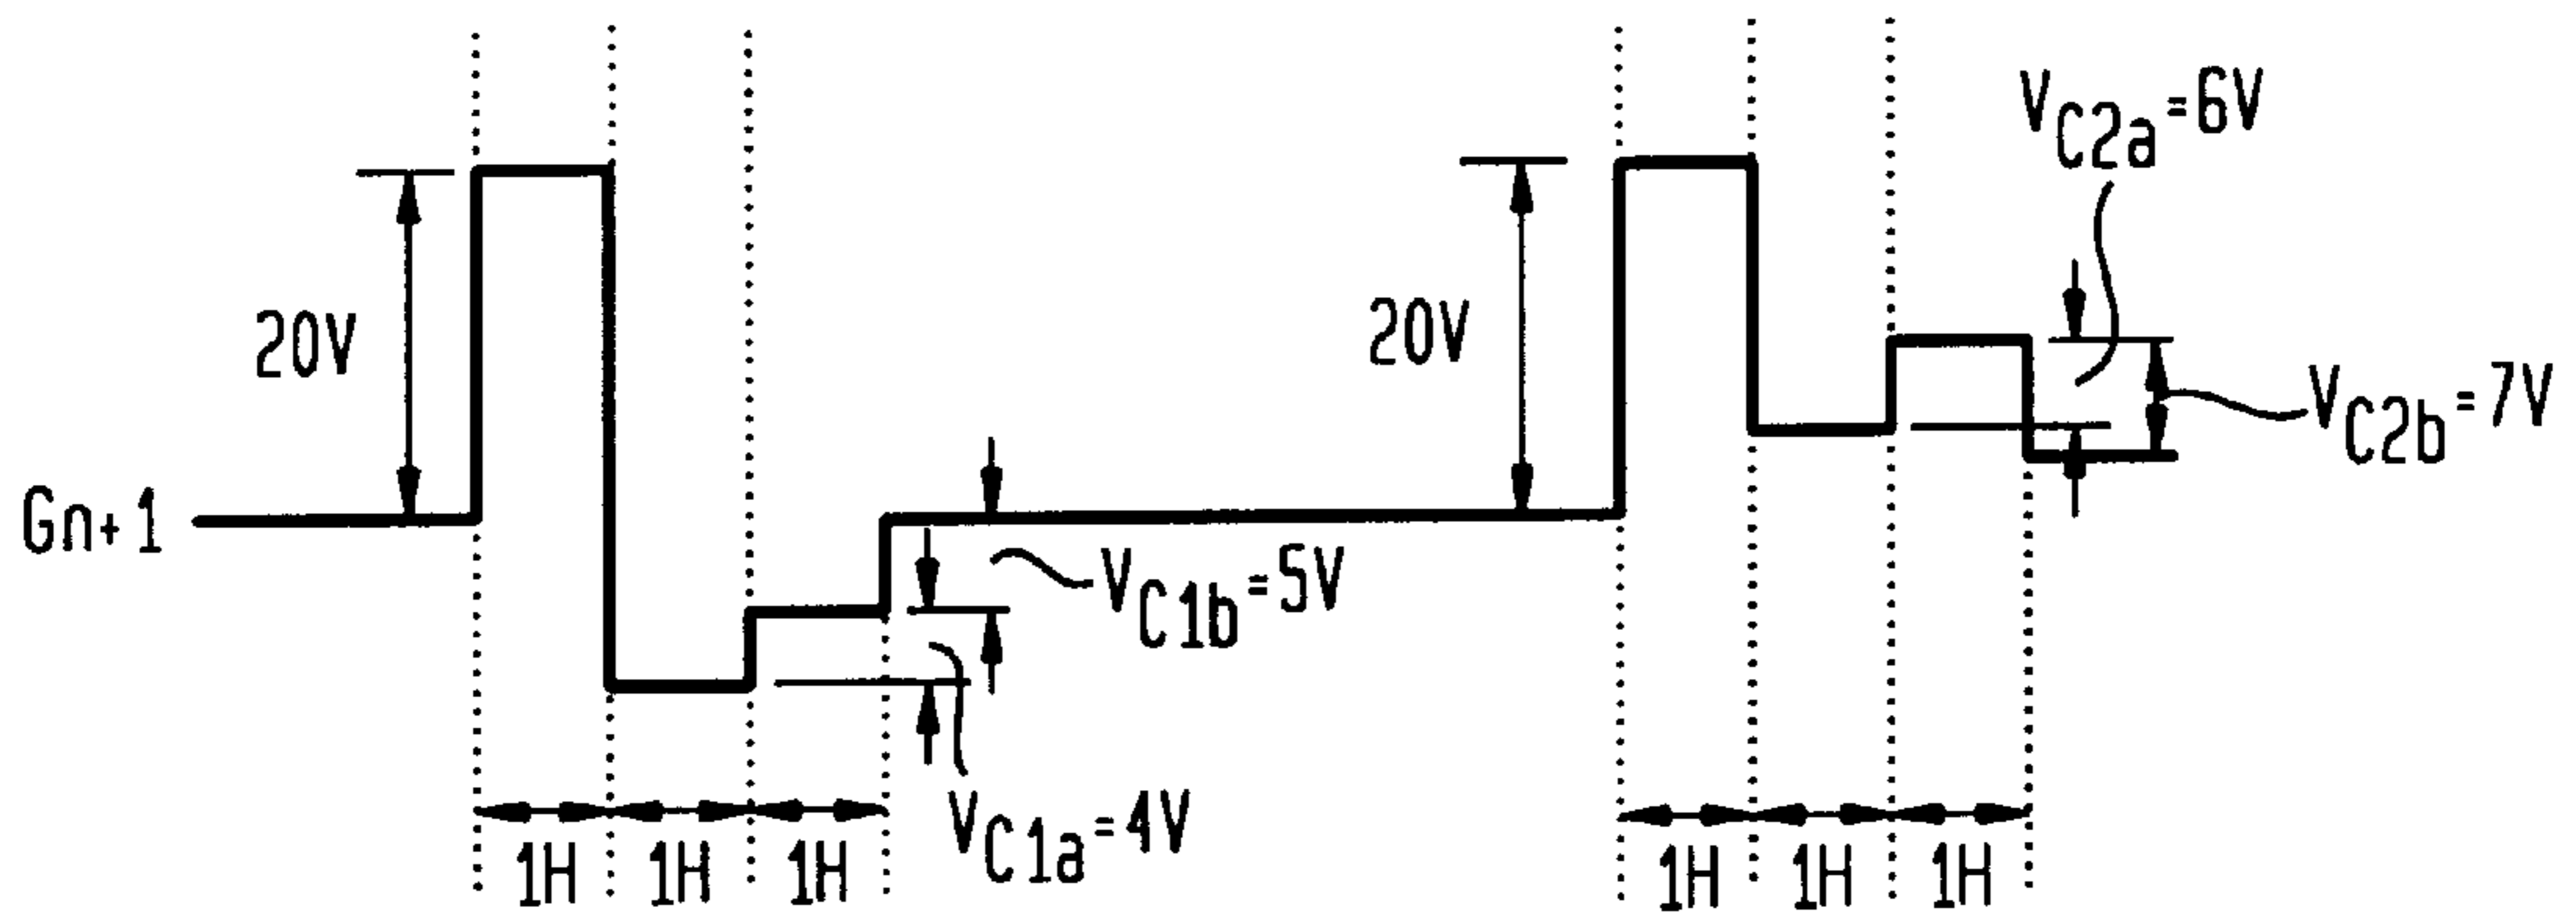 VC2a=6V
20V
20V
VC2b=7V
Gn+1
VC1b=5V
VC1a=4V
1H 1H 1H
1H 1H 1H